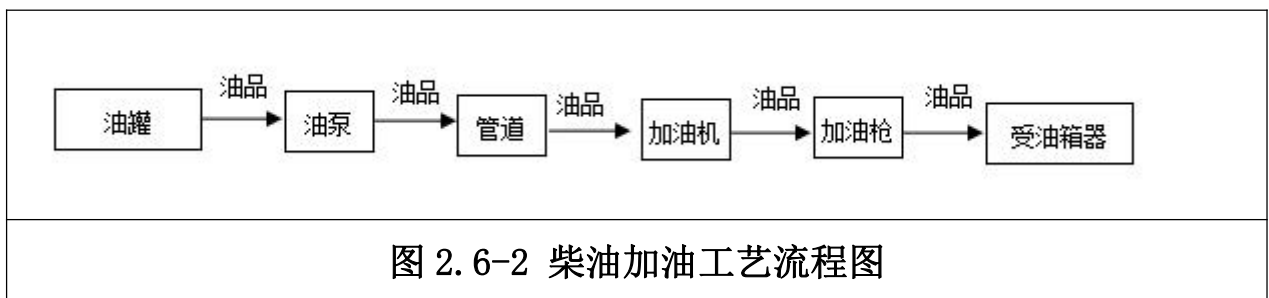 油品 油品 油品 油品 油品
油罐 油泵 管道 加油机 加油枪 受油箱器
图 2.6-2 柴油加油工艺流程图